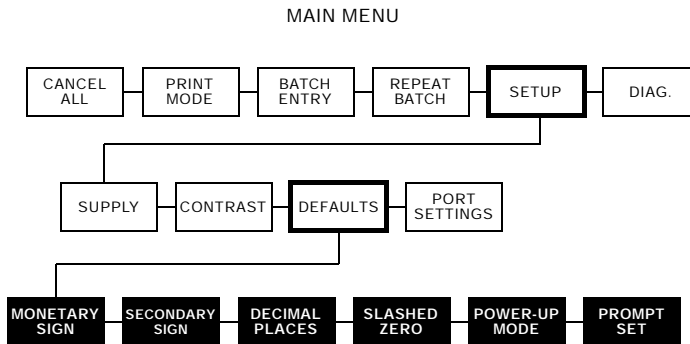 MAIN MENU
CANCEL ALL
PRINT MODE
BATCH ENTRY
REPEAT BATCH
SETUP
DIAG.
SUPPLY
CONTRAST
DEFAULTS
PORT SETTINGS
MONETARY SIGN
SECONDARY SIGN
DECIMAL PLACES
SLASHED ZERO
POWER-UP MODE
PROMPT SET